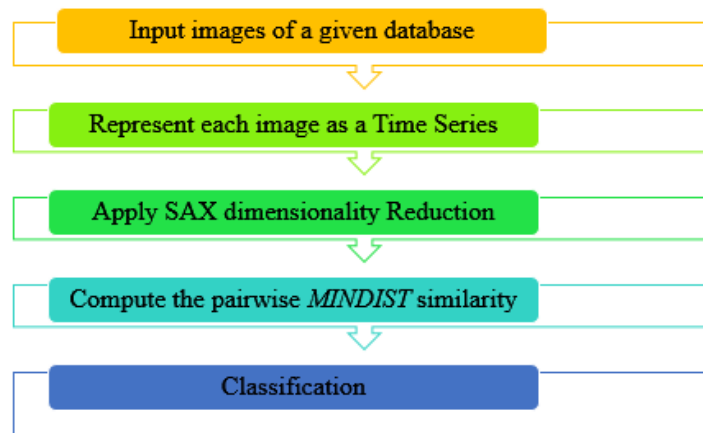 Input images of a given database
Represent each image as a Time Series
Apply SAX dimensionality Reduction
Compute the pairwise MINDIST similarity
Classification